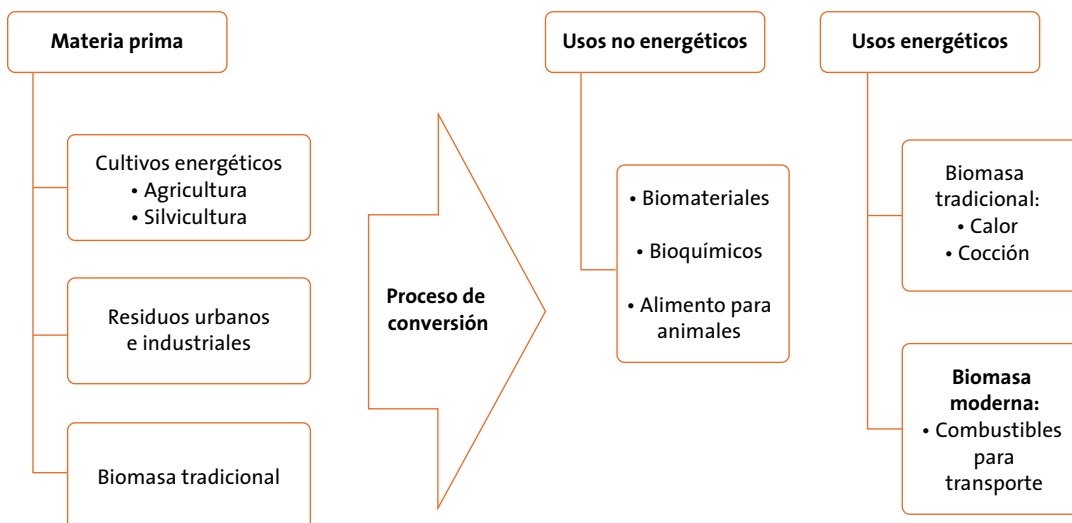 Materia prima
Cultivos energéticos
• Agricultura
• Silvicultura
Residuos urbanos
e industriales
Biomasa tradicional
Proceso de
conversión
Usos no energéticos
• Biomateriales
• Bioquímicos
• Alimento para
animales
Usos energéticos
Biomasa
tradicional:
• Calor
• Cocción
Biomasa
moderna:
• Combustibles
para
transporte